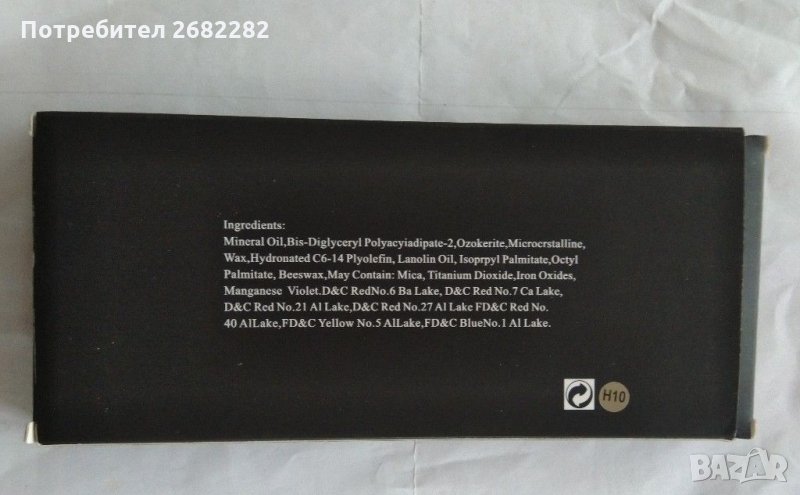 Потребител 2682282
Ingredients:
Mineral Oil,Bis-Diglyceryl Polyacyiadipate-2,Ozokerite,Microcrstalline,
Wax,Hydronated C6-14 Plyolefin, Lanolin Oil, Isoprpyl Palmitate,Octyl
Palmitate, Beeswax,May Contain: Mica, Titanium Dioxide,Iron Oxides,
Manganese Violet.D&C RedNo.6 Ba Lake, D&C Red No.7 Ca Lake,
D&C Red No.21 Al Lake,D&C Red No.27 Al Lake FD&C Red No.
40 AlLake,FD&C Yellow No.5 AlLake,FD&C BlueNo.1 Al Lake.
H10
BAZAR